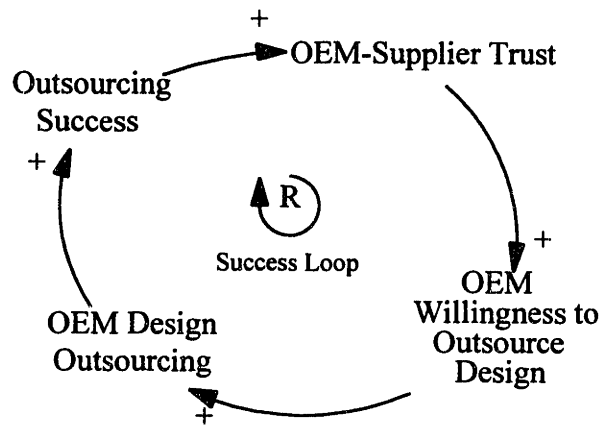 +
OEM-Supplier Trust
Outsourcing
Success
+
R
Success Loop
+
OEM
Willingness to
Outsource
Design
OEM Design
Outsourcing
+